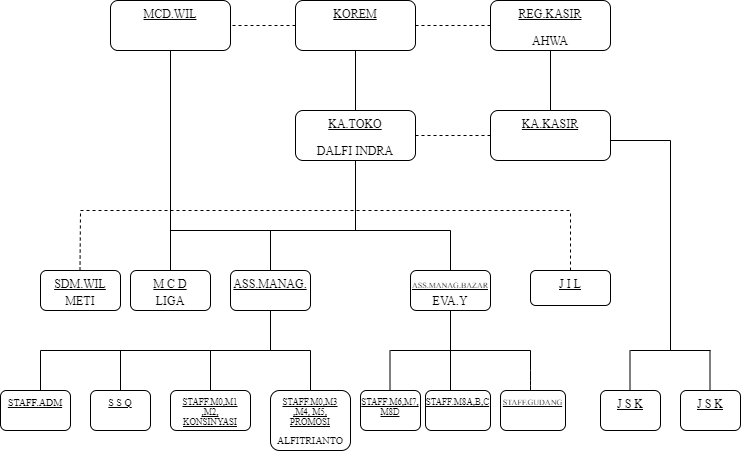 MCD.WIL
KOREM
REG.KASIR
AHWA
KA.TOKO
DALFI INDRA
KA.KASIR
SDM.WIL
METI
M C D
LIGA
ASS.MANAG.
ASS.MANAG.BAZAR
EVA.Y
J I L
STAFF.ADM
S S Q
STAFF.M0,M1
,M2,
KONSINYASI
STAFF.M0,M3
,M4, M5,
PROMOSI
ALFITRIANTO
STAFF.M6,M7,
M8D
STAFF.M8A,B,C
STAFF.GUDANG
J S K
J S K